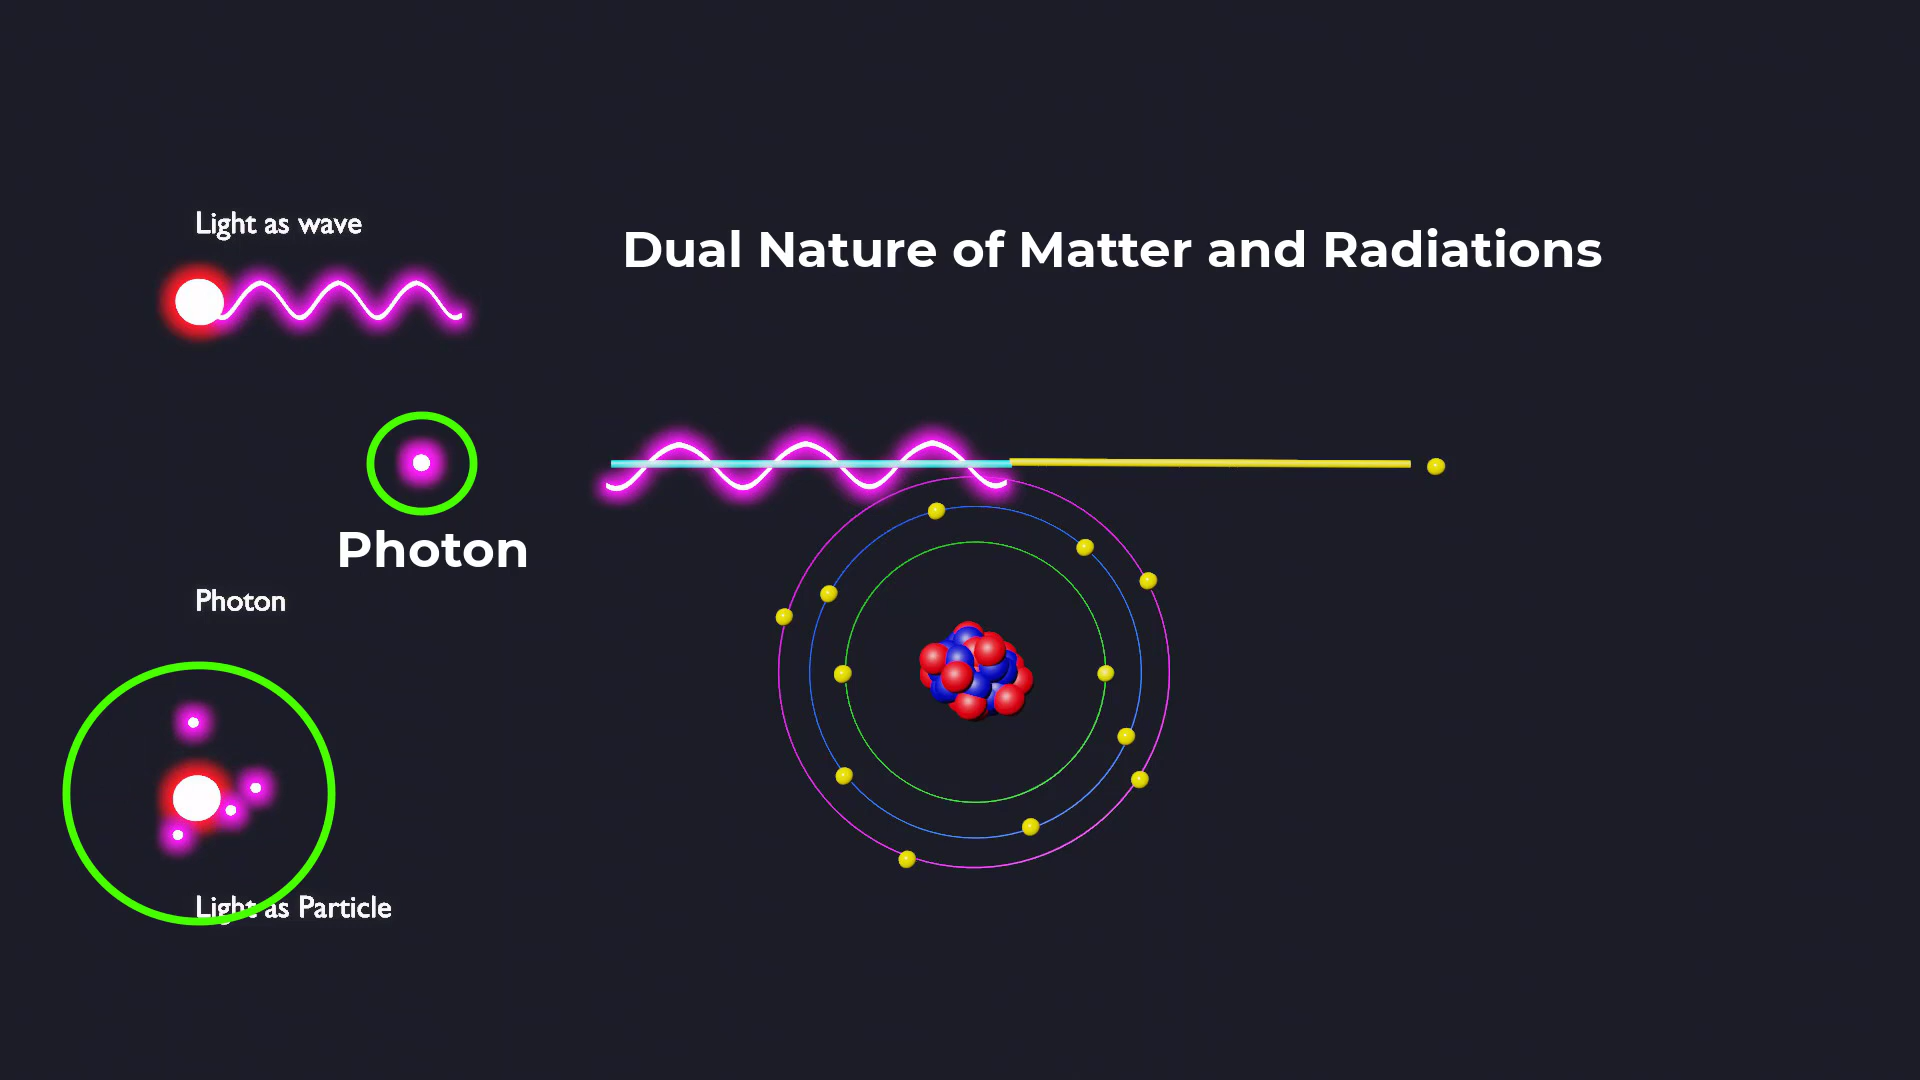 Light as wave
Dual Nature of Matter and Radiations
Photon
Photon
Light as Particle